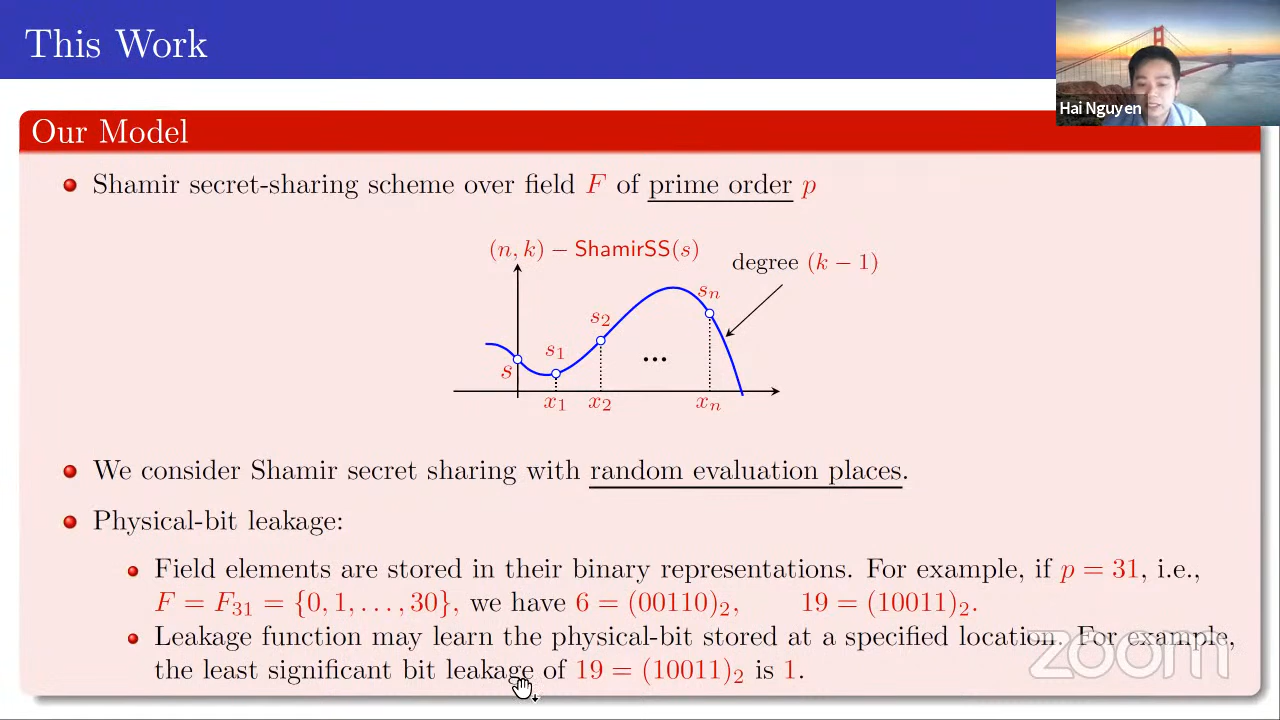 This Work
Hai Nguyen
Our Model
Shamir secret-sharing scheme over field F of prime order p
(n, k) − ShamirSS(s)
degree (k − 1)
s_n
s_2
s_1
...
s
x_1 x_2 x_n
We consider Shamir secret sharing with random evaluation places.
Physical-bit leakage:
Field elements are stored in their binary representations. For example, if p = 31, i.e.,
F = F_31 = {0, 1, . . . , 30}, we have 6 = (00110)_2, 19 = (10011)_2.
Leakage function may learn the physical-bit stored at a specified location. For example,
the least significant bit leakage of 19 = (10011)_2 is 1.
zoom